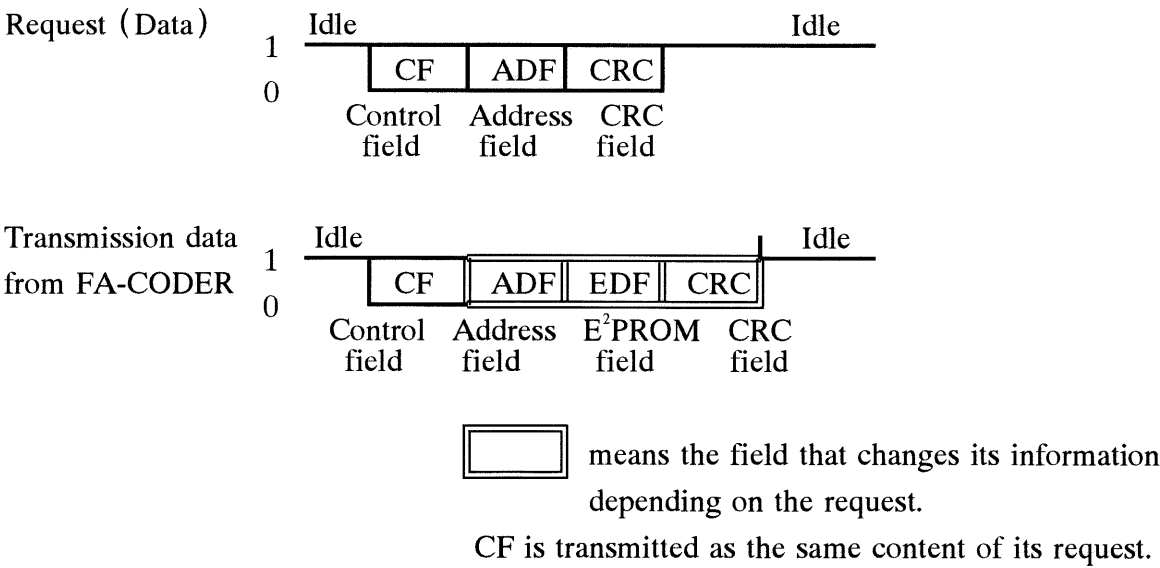 Request (Data)
Idle
Idle
1
0
CF
ADF
CRC
Control
field
Address
field
CRC
field
Transmission data
from FA-CODER
Idle
Idle
1
0
CF
ADF
EDF
CRC
Control
field
Address
field
E²PROM
field
CRC
field
means the field that changes its information
depending on the request.
CF is transmitted as the same content of its request.